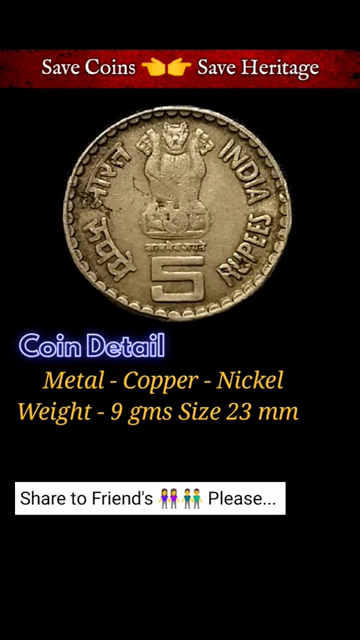 Save Coins 👈👉 Save Heritage
भारत INDIA
रूपये RUPEES
सत्यमेव जयते
5
Coin Detail
Metal - Copper - Nickel
Weight - 9 gms Size 23 mm
Share to Friend's 👭👬 Please...